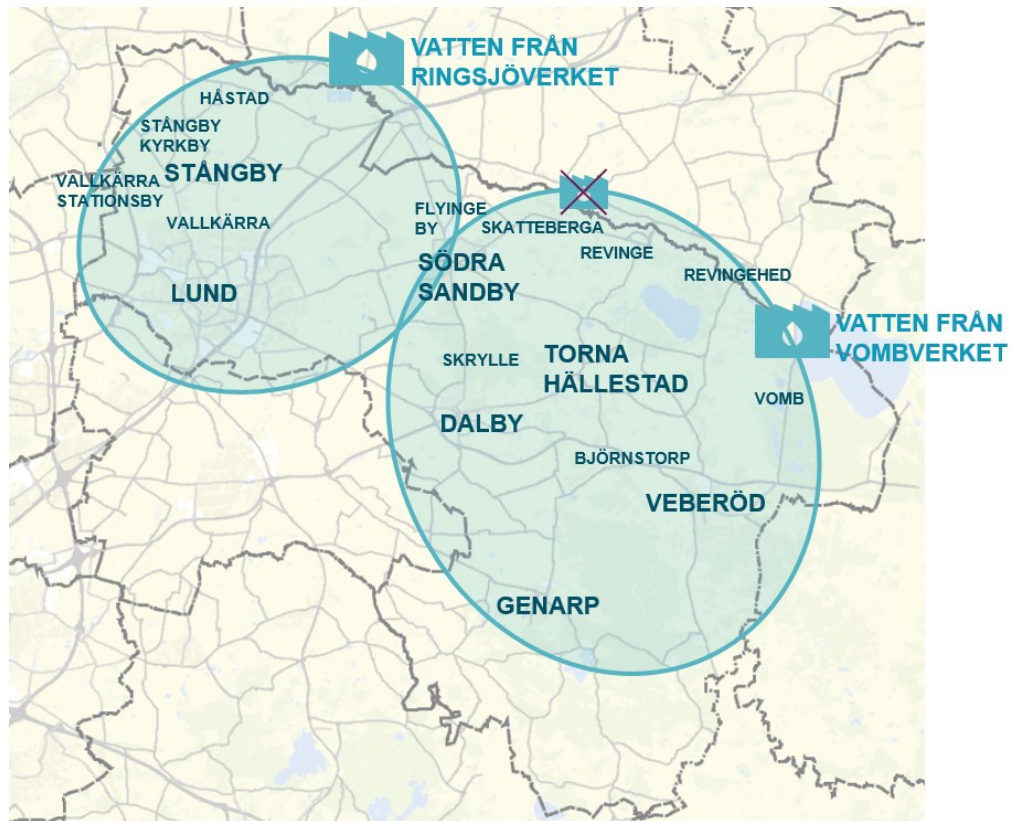 VATTEN FRÅN
RINGSJÖVERKET
HÅSTAD
STÅNGBY
KYRKBY
STÅNGBY
VALLKÄRRA
STATIONSBY
VALLKÄRRA
LUND
FLYINGE
BY
SKATTEBERGA
REVINGE
REVINGEHED
SÖDRA
SANDBY
VATTEN FRÅN
VOMBVERKET
SKRYLLE
TORNA
HÄLLESTAD
VOMB
DALBY
BJÖRNSTORP
VEBERÖD
GENARP